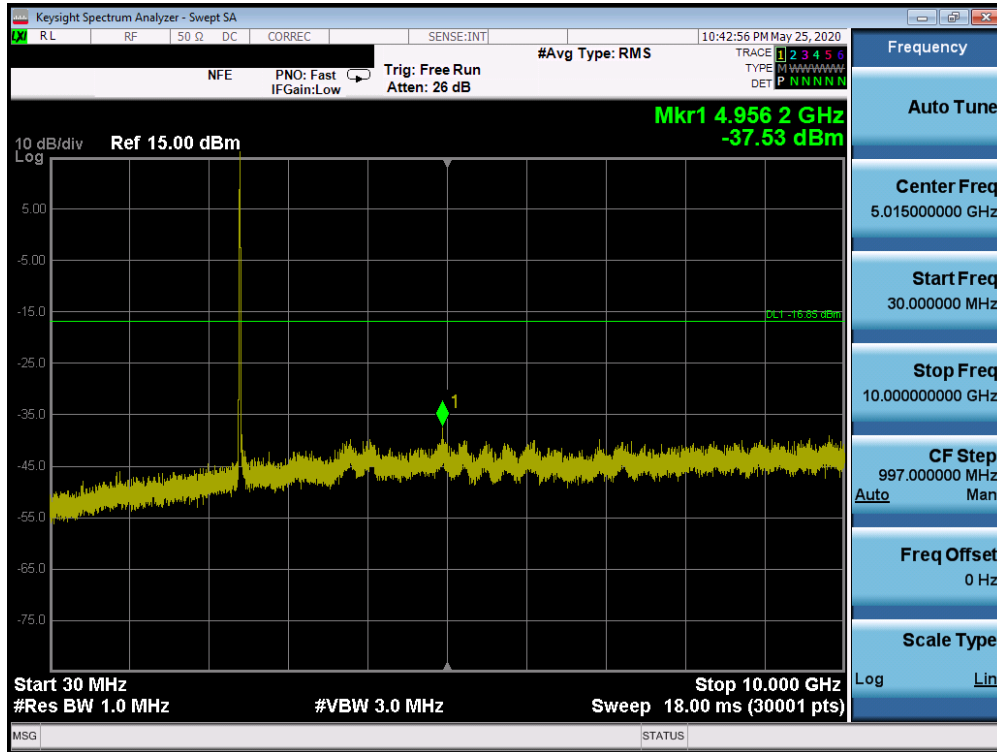 Keysight Spectrum Analyzer - Swept SA
LXI RL RF 50 Ω DC CORREC SENSE:INT 10:42:56 PM May 25, 2020
Frequency
NFE PNO: Fast Trig: Free Run #Avg Type: RMS TRACE 1 2 3 4 5 6
TYPE M W W W W W
IFGain:Low Atten: 26 dB DET P N N N N N
Auto Tune
Mkr1 4.956 2 GHz
-37.53 dBm
10 dB/div Ref 15.00 dBm
Log
5.00
-5.00
-15.0
-25.0
-35.0
-45.0
-55.0
-65.0
-75.0
DL1 -16.85 dBm
1
Center Freq
5.015000000 GHz
Start Freq
30.000000 MHz
Stop Freq
10.000000000 GHz
CF Step
997.000000 MHz
Auto Man
Freq Offset
0 Hz
Scale Type
Log Lin
Start 30 MHz Stop 10.000 GHz
#Res BW 1.0 MHz #VBW 3.0 MHz Sweep 18.00 ms (30001 pts)
MSG STATUS